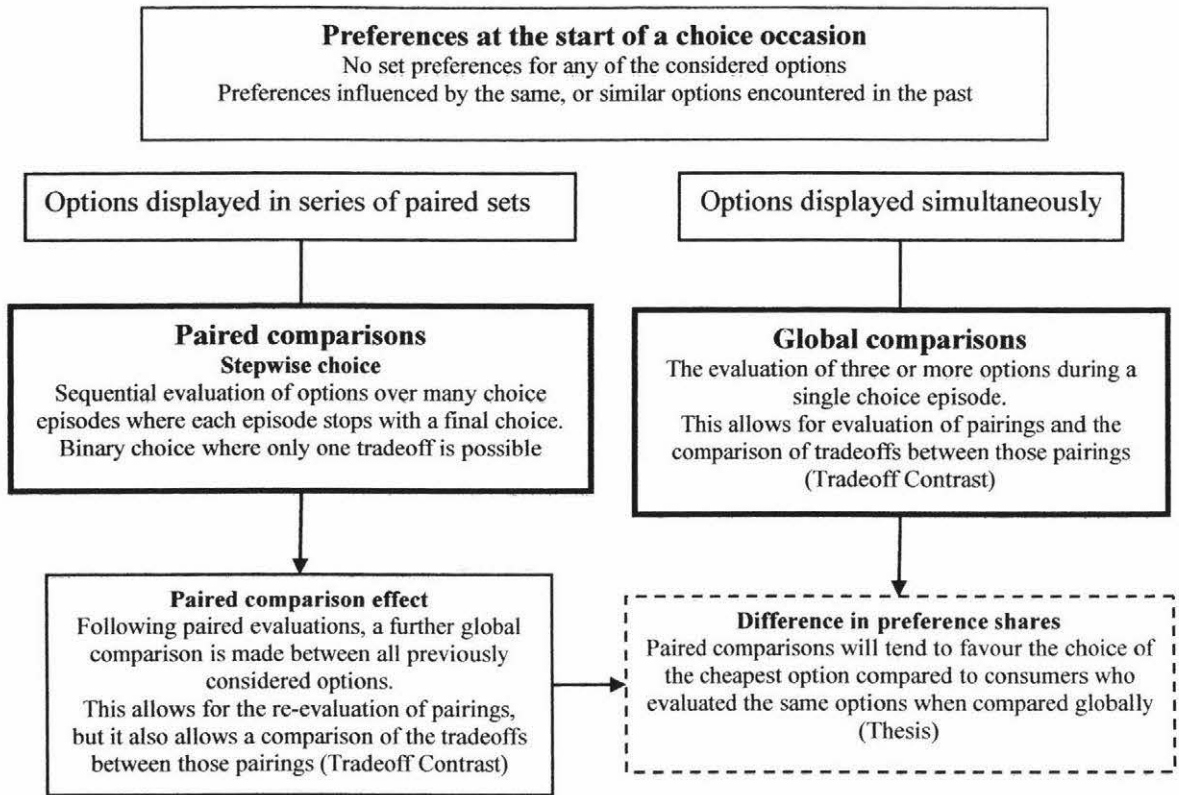 Preferences at the start of a choice occasion
No set preferences for any of the considered options
Preferences influenced by the same, or similar options encountered in the past
Options displayed in series of paired sets
Options displayed simultaneously
Paired comparisons
Stepwise choice
Sequential evaluation of options over many choice
episodes where each episode stops with a final choice.
Binary choice where only one tradeoff is possible
Global comparisons
The evaluation of three or more options during a
single choice episode.
This allows for evaluation of pairings and the
comparison of tradeoffs between those pairings
(Tradeoff Contrast)
Paired comparison effect
Following paired evaluations, a further global
comparison is made between all previously
considered options.
This allows for the re-evaluation of pairings,
but it also allows a comparison of the tradeoffs
between those pairings (Tradeoff Contrast)
Difference in preference shares
Paired comparisons will tend to favour the choice of
the cheapest option compared to consumers who
evaluated the same options when compared globally
(Thesis)